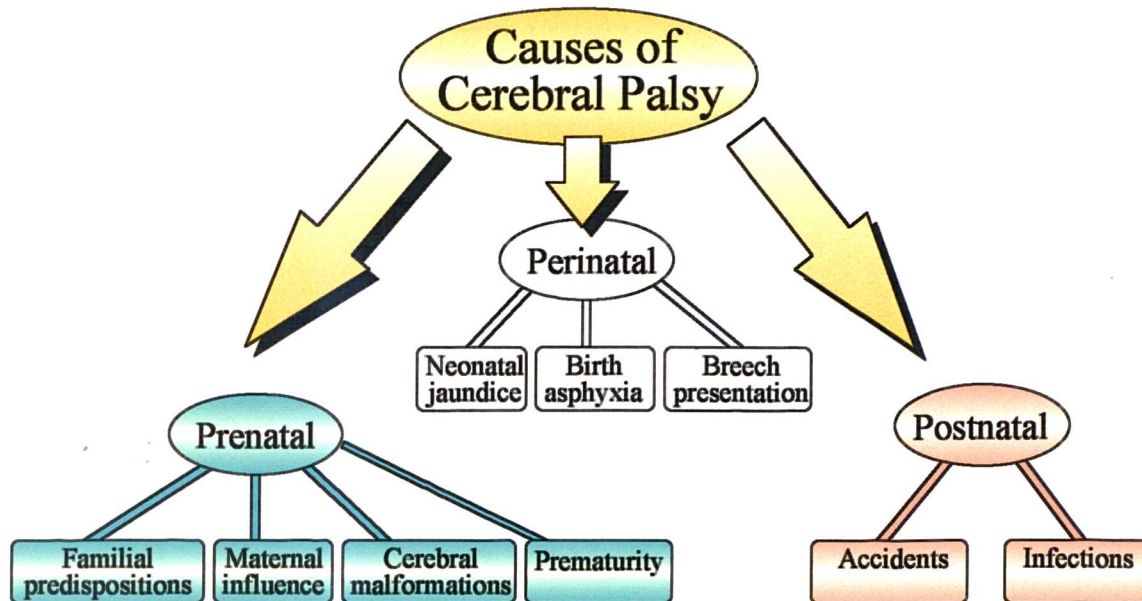 Causes of
Cerebral Palsy
Perinatal
Neonatal
jaundice
Birth
asphyxia
Breech
presentation
Prenatal
Familial
predispositions
Maternal
influence
Cerebral
malformations
Prematurity
Postnatal
Accidents
Infections